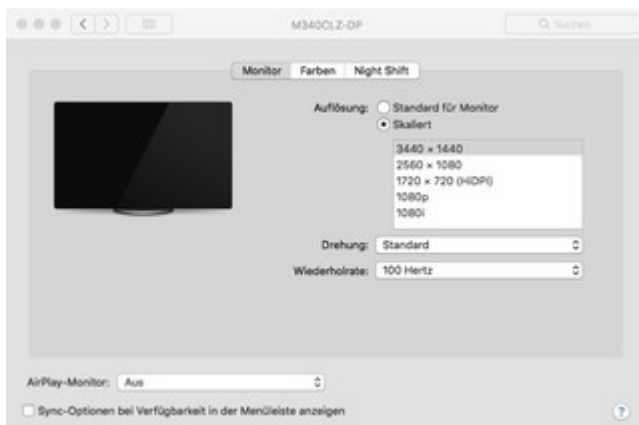 M340CLZ-DP
Suchen
Monitor Farben Night Shift
Auflösung: Standard für Monitor
Skaliert
3440 × 1440
2560 × 1080
1720 × 720 (HiDPI)
1080p
1080i
Drehung: Standard
Wiederholrate: 100 Hertz
AirPlay-Monitor: Aus
Sync-Optionen bei Verfügbarkeit in der Menüleiste anzeigen
?